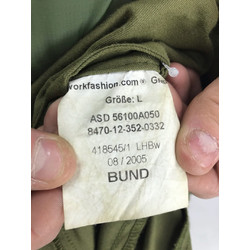 workfashion.com®
Größe: L
ASD 56100A050
8470-12-352-0332
418545/1 LHBw
08/2005
BUND